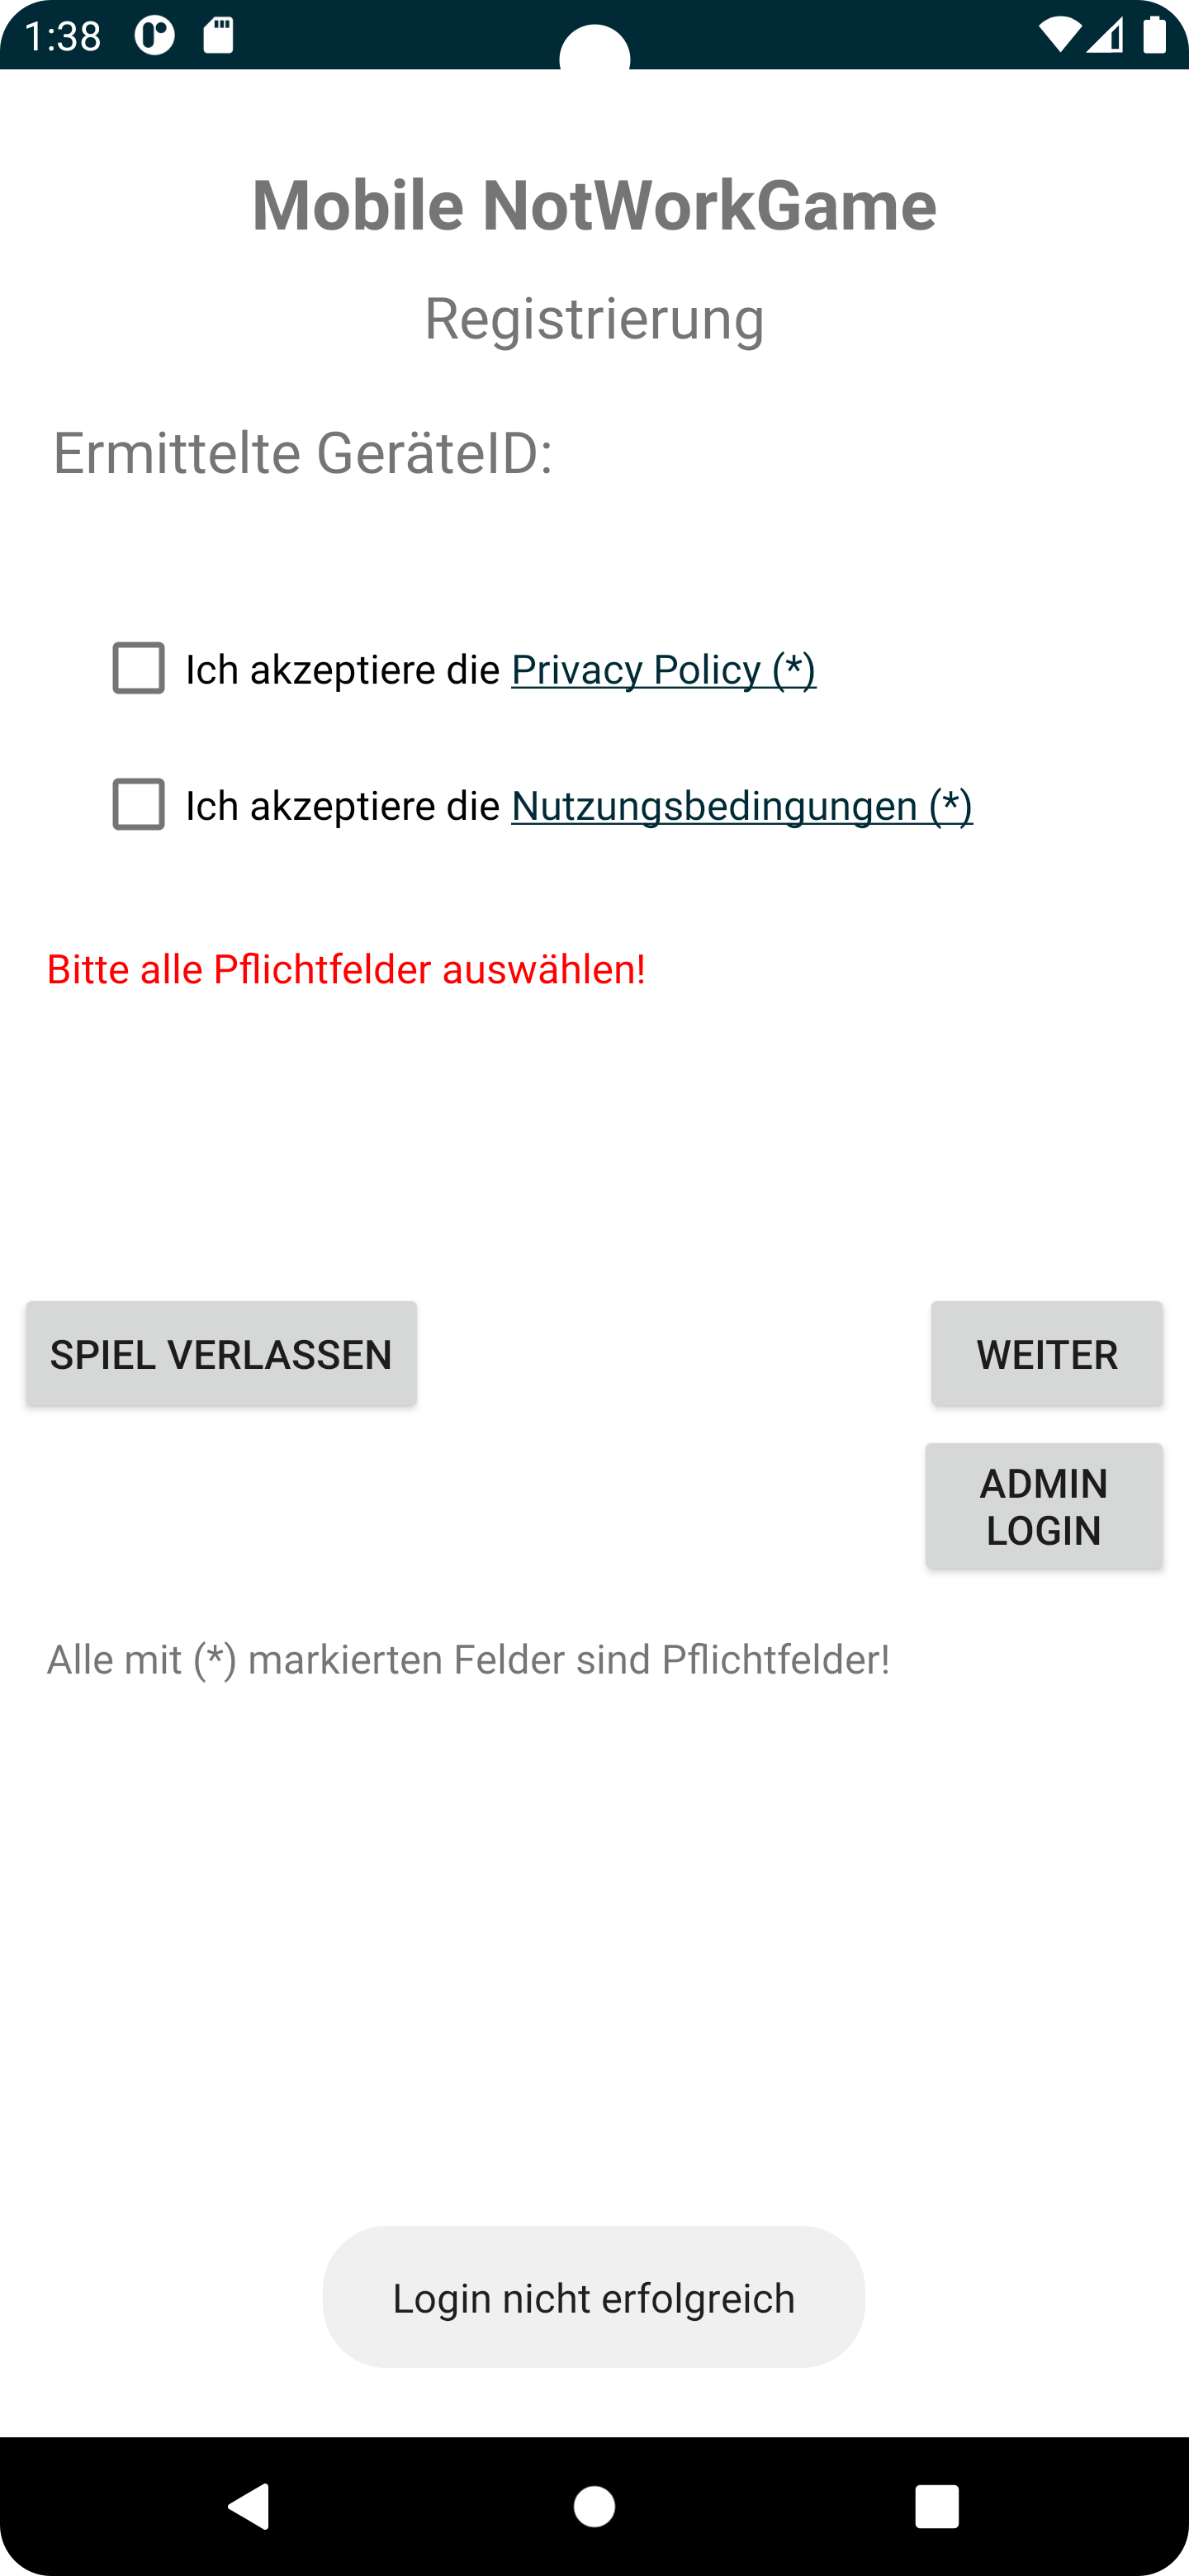 1:38
Mobile NotWorkGame
Registrierung
Ermittelte GeräteID:
Ich akzeptiere die Privacy Policy (*)
Ich akzeptiere die Nutzungsbedingungen (*)
Bitte alle Pflichtfelder auswählen!
SPIEL VERLASSEN
WEITER
ADMIN
LOGIN
Alle mit (*) markierten Felder sind Pflichtfelder!
Login nicht erfolgreich